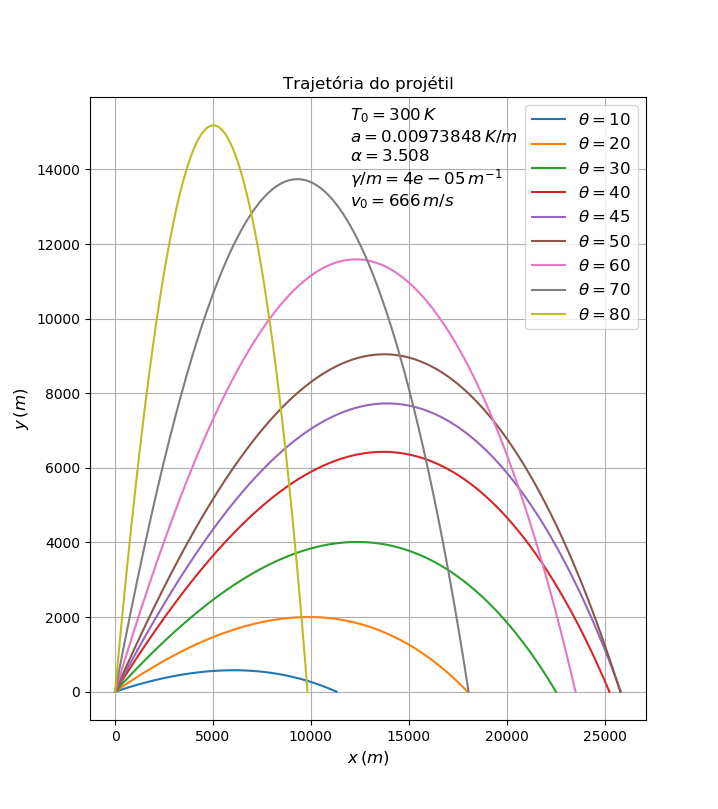 Trajetória do projétil
T₀ = 300 K
a = 0.00973848 K/m
α = 3.508
γ/m = 4e − 05 m⁻¹
v₀ = 666 m/s
θ = 10
θ = 20
θ = 30
θ = 40
θ = 45
θ = 50
θ = 60
θ = 70
θ = 80
14000
12000
10000
8000
6000
4000
2000
0
y (m)
0 5000 10000 15000 20000 25000
x (m)